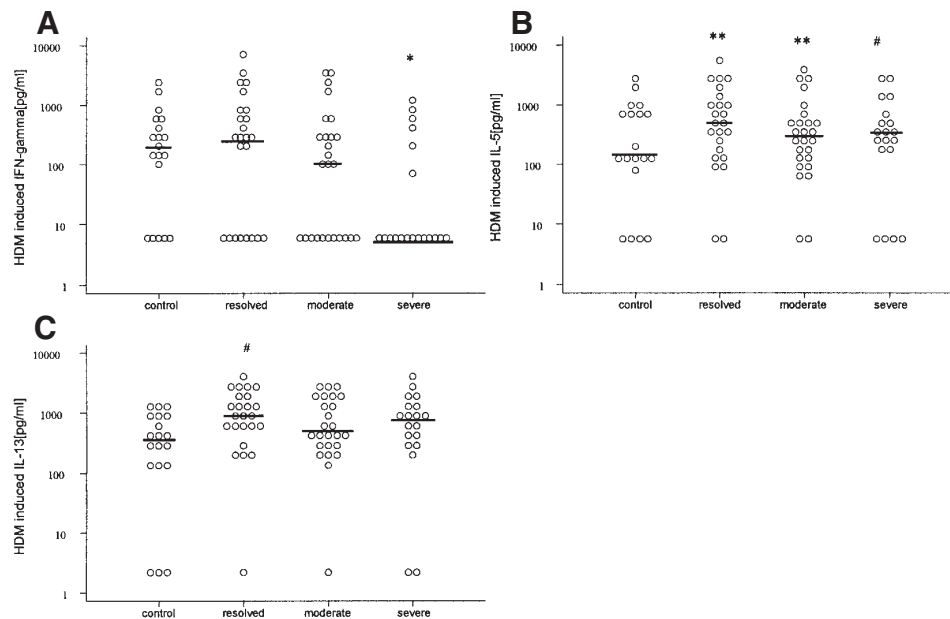 A
HDM induced IFN-gamma[pg/ml]
10000
1000
100
10
1
*
control resolved moderate severe
B
HDM induced IL-5[pg/ml]
10000
1000
100
10
1
** ** #
control resolved moderate severe
C
HDM induced IL-13[pg/ml]
10000
1000
100
10
1
#
control resolved moderate severe